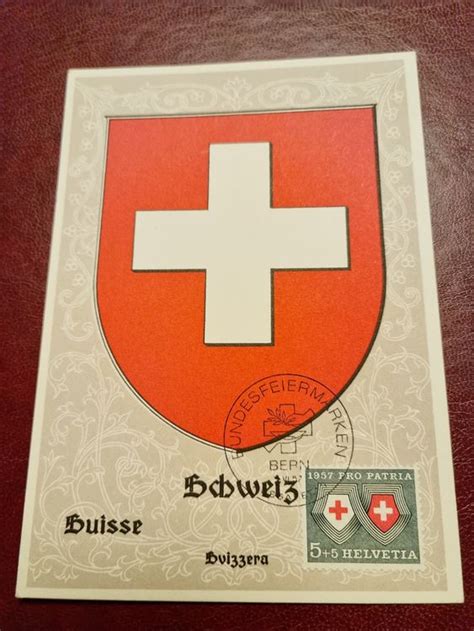 BUNDESFEIERMARKEN
BERN
Schweiz
1957 PRO PATRIA
Suisse
5+5 HELVETIA
Svizzera